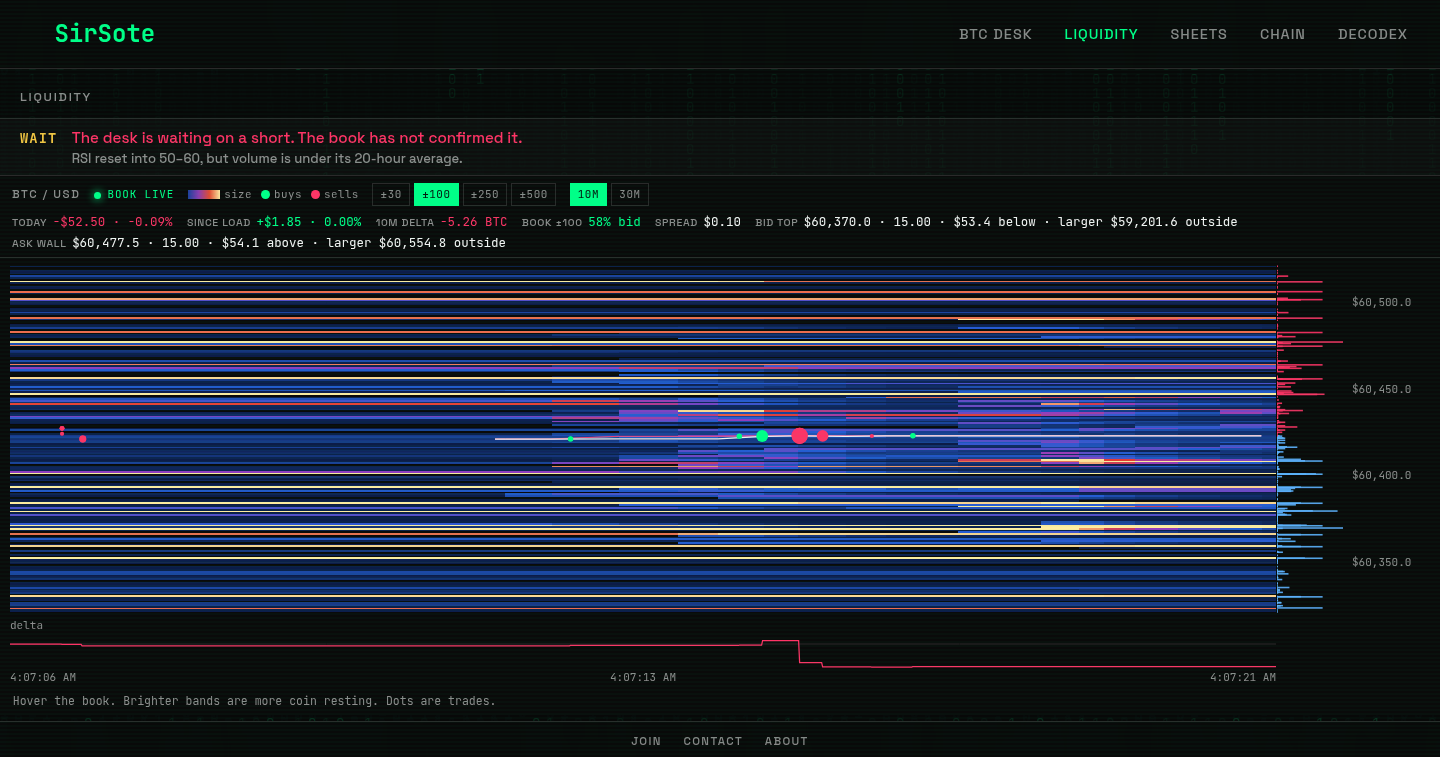 SirSote
BTC DESK LIQUIDITY SHEETS CHAIN DECODEX
LIQUIDITY
WAIT The desk is waiting on a short. The book has not confirmed it.
RSI reset into 50–60, but volume is under its 20-hour average.
BTC / USD BOOK LIVE size buys sells ±30 ±100 ±250 ±500 10M 30M
TODAY -$52.50 · -0.09% SINCE LOAD +$1.85 · 0.00% 10M DELTA -5.26 BTC BOOK ±100 58% bid SPREAD $0.10 BID TOP $60,370.0 · 15.00 · $53.4 below · larger $59,201.6 outside
ASK WALL $60,477.5 · 15.00 · $54.1 above · larger $60,554.8 outside
$60,500.0
$60,450.0
$60,400.0
$60,350.0
delta
4:07:06 AM 4:07:13 AM 4:07:21 AM
Hover the book. Brighter bands are more coin resting. Dots are trades.
JOIN CONTACT ABOUT